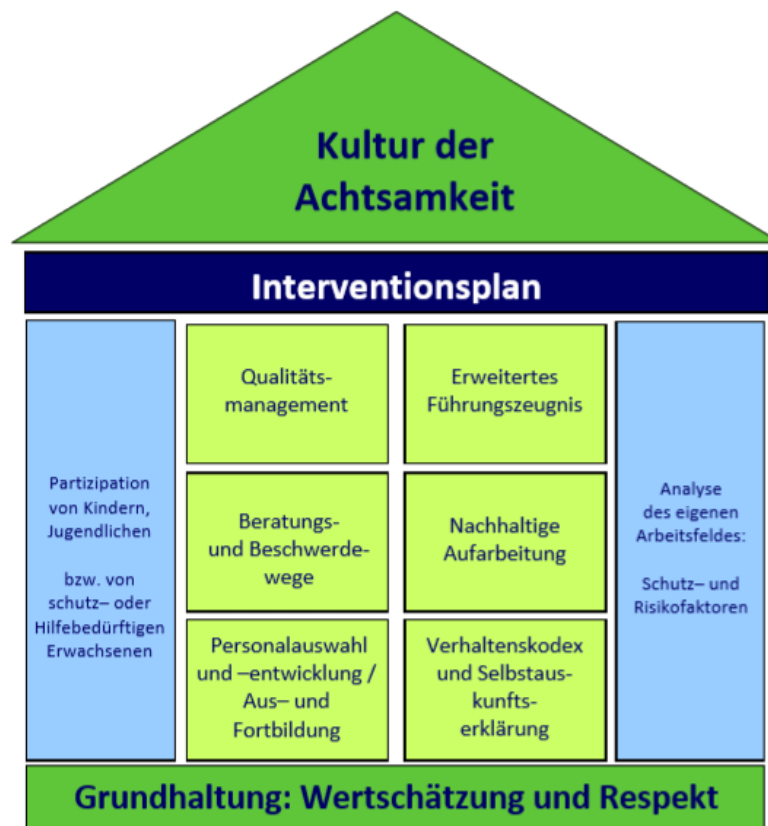 Kultur der
Achtsamkeit
Interventionsplan
Partizipation
von Kindern,
Jugendlichen
bzw. von
schutz– oder
Hilfebedürftigen
Erwachsenen
Qualitäts-
management
Erweitertes
Führungszeugnis
Beratungs-
und Beschwerde-
wege
Nachhaltige
Aufarbeitung
Personalauswahl
und –entwicklung /
Aus– und
Fortbildung
Verhaltenskodex
und Selbstaus-
kunfts-
erklärung
Analyse
des eigenen
Arbeitsfeldes:
Schutz– und
Risikofaktoren
Grundhaltung: Wertschätzung und Respekt